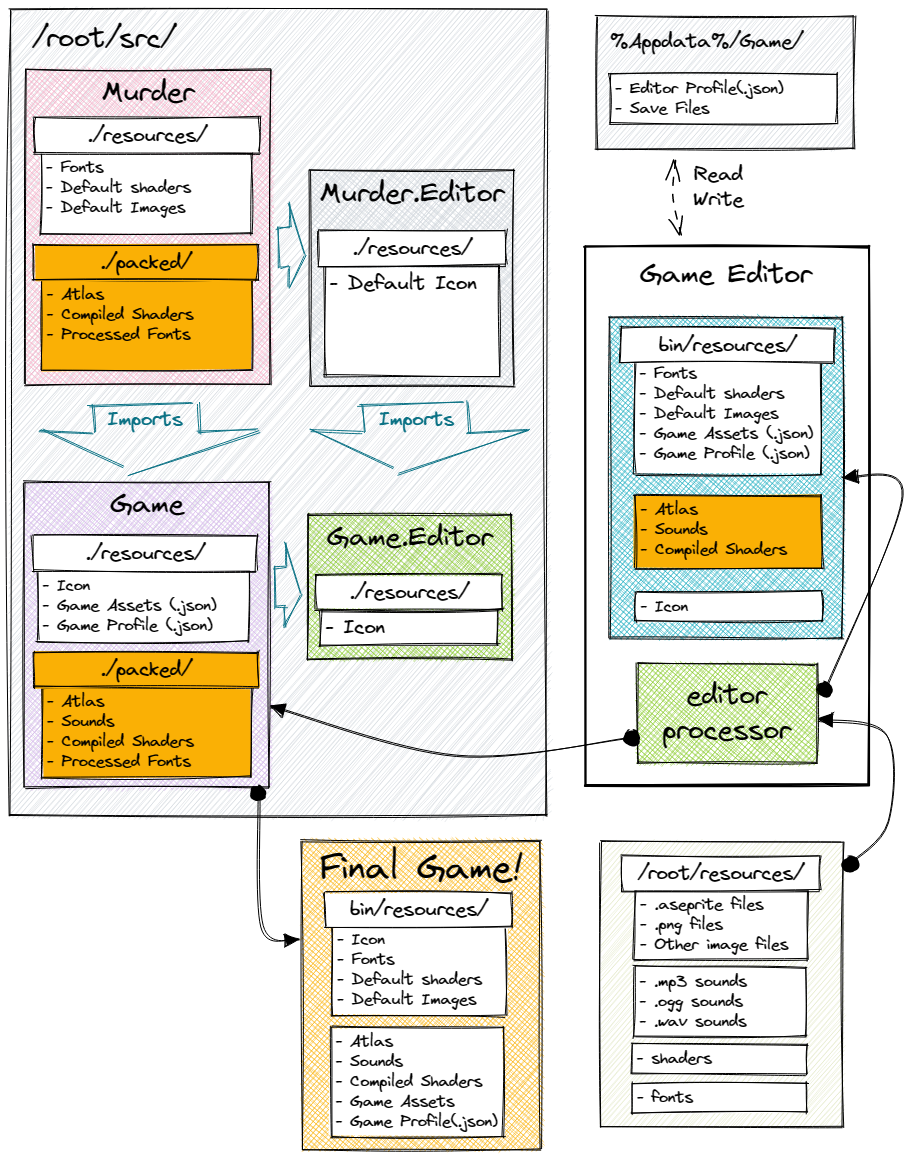 /root/src/
Murder
./resources/
- Fonts
- Default shaders
- Default Images
./packed/
- Atlas
- Compiled Shaders
- Processed Fonts
Murder.Editor
./resources/
- Default Icon
Imports
Imports
Game
./resources/
- Icon
- Game Assets (.json)
- Game Profile (.json)
./packed/
- Atlas
- Sounds
- Compiled Shaders
- Processed Fonts
Game.Editor
./resources/
- Icon
%Appdata%/Game/
- Editor Profile(.json)
- Save Files
Read
Write
Game Editor
bin/resources/
- Fonts
- Default shaders
- Default Images
- Game Assets (.json)
- Game Profile (.json)
- Atlas
- Sounds
- Compiled Shaders
- Icon
editor
processor
Final Game!
bin/resources/
- Icon
- Fonts
- Default shaders
- Default Images
- Atlas
- Sounds
- Compiled Shaders
- Game Assets
- Game Profile(.json)
/root/resources/
- .aseprite files
- .png files
- Other image files
- .mp3 sounds
- .ogg sounds
- .wav sounds
- shaders
- fonts